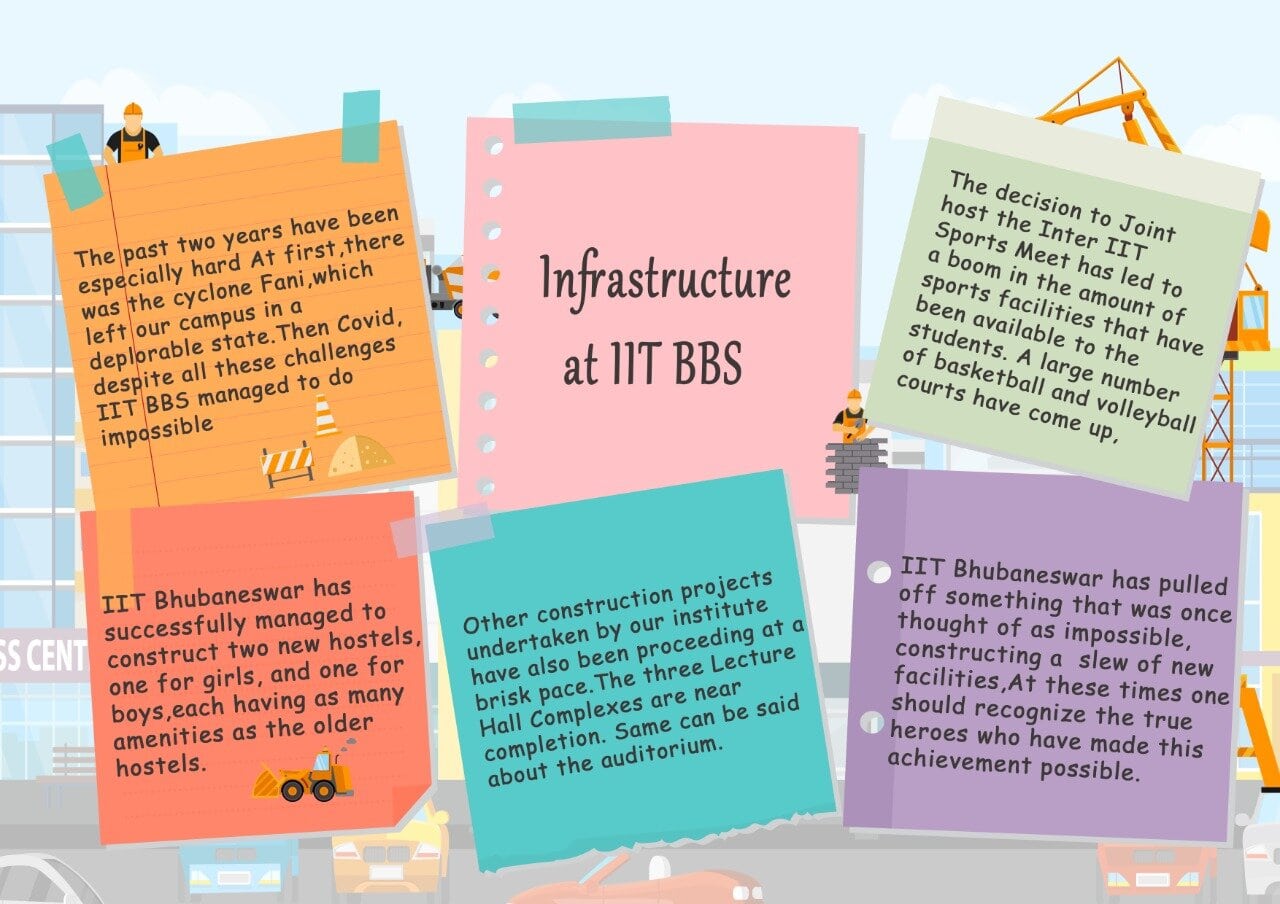 The past two years have been
especially hard At first,there
was the cyclone Fani,which
left our campus in a
deplorable state.Then Covid,
despite all these challenges
IIT BBS managed to do
impossible
Infrastructure
at IIT BBS
The decision to Joint
host the Inter IIT
Sports Meet has led to
a boom in the amount of
sports facilities that have
been available to the
students. A large number
of basketball and volleyball
courts have come up,
IIT Bhubaneswar has
successfully managed to
construct two new hostels,
one for girls, and one for
boys,each having as many
amenities as the older
hostels.
Other construction projects
undertaken by our institute
have also been proceeding at a
brisk pace.The three Lecture
Hall Complexes are near
completion. Same can be said
about the auditorium.
IIT Bhubaneswar has pulled
off something that was once
thought of as impossible,
constructing a slew of new
facilities,At these times one
should recognize the true
heroes who have made this
achievement possible.
SS CENT